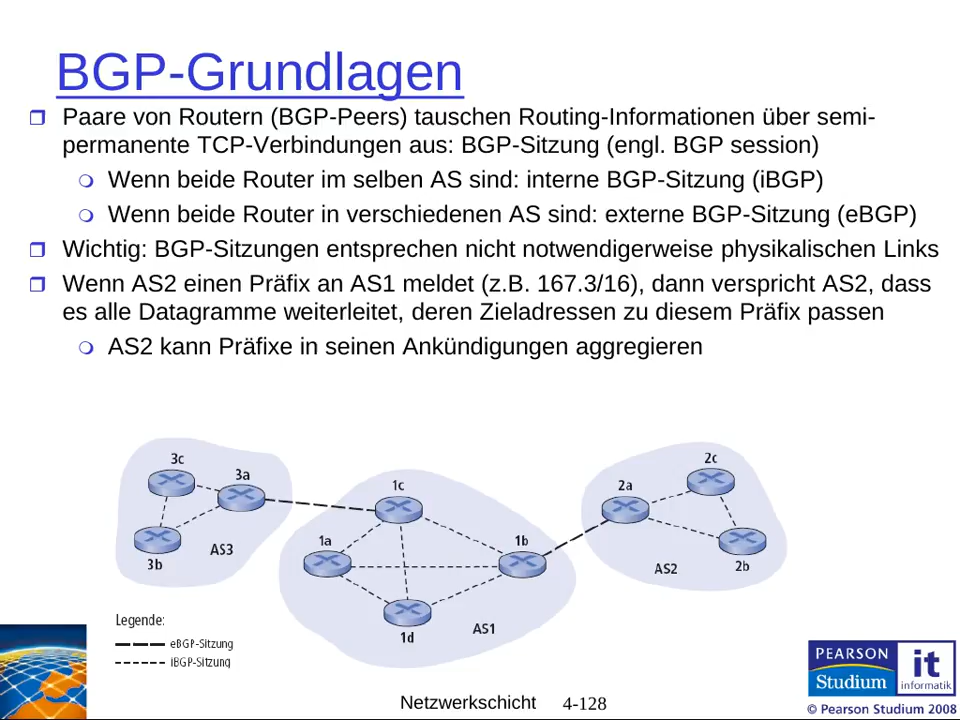 BGP-Grundlagen
Paare von Routern (BGP-Peers) tauschen Routing-Informationen über semi-
permanente TCP-Verbindungen aus: BGP-Sitzung (engl. BGP session)
Wenn beide Router im selben AS sind: interne BGP-Sitzung (iBGP)
Wenn beide Router in verschiedenen AS sind: externe BGP-Sitzung (eBGP)
Wichtig: BGP-Sitzungen entsprechen nicht notwendigerweise physikalischen Links
Wenn AS2 einen Präfix an AS1 meldet (z.B. 167.3/16), dann verspricht AS2, dass
es alle Datagramme weiterleitet, deren Zieladressen zu diesem Präfix passen
AS2 kann Präfixe in seinen Ankündigungen aggregieren
3c
3a
3b
AS3
1c
1a
1b
1d
AS1
2c
2a
2b
AS2
Legende:
eBGP-Sitzung
iBGP-Sitzung
PEARSON
Studium
it
informatik
Netzwerkschicht 4-128
© Pearson Studium 2008